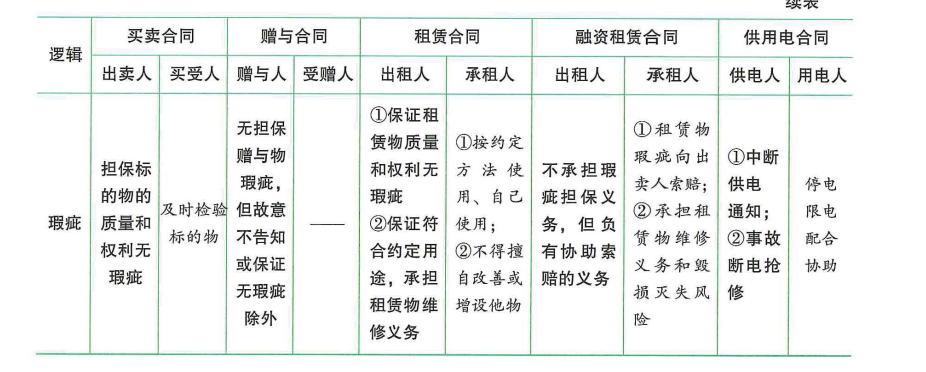 续表
逻辑 买卖合同 赠与合同 租赁合同 融资租赁合同 供用电合同
出卖人 买受人 赠与人 受赠人 出租人 承租人 出租人 承租人 供电人 用电人
瑕疵
担保标
的物的
质量和
权利无
瑕疵
及时检验
标的物
无担保
赠与物
瑕疵，
但故意
不告知
或保证
无瑕疵
除外
——
①保证租
赁物质量
和权利无
瑕疵
②保证符
合约定用
途，承担
租赁物维
修义务
①按约定
方法使
用、自己
使用；
②不得擅
自改善或
增设他物
不承担瑕
疵担保义
务，但负
有协助索
赔的义务
①租赁物
瑕疵向出
卖人索赔；
②承担租
赁物维修
义务和毁
损灭失风
险
①中断
供电
通知；
②事故
断电抢
修
停电
限电
配合
协助